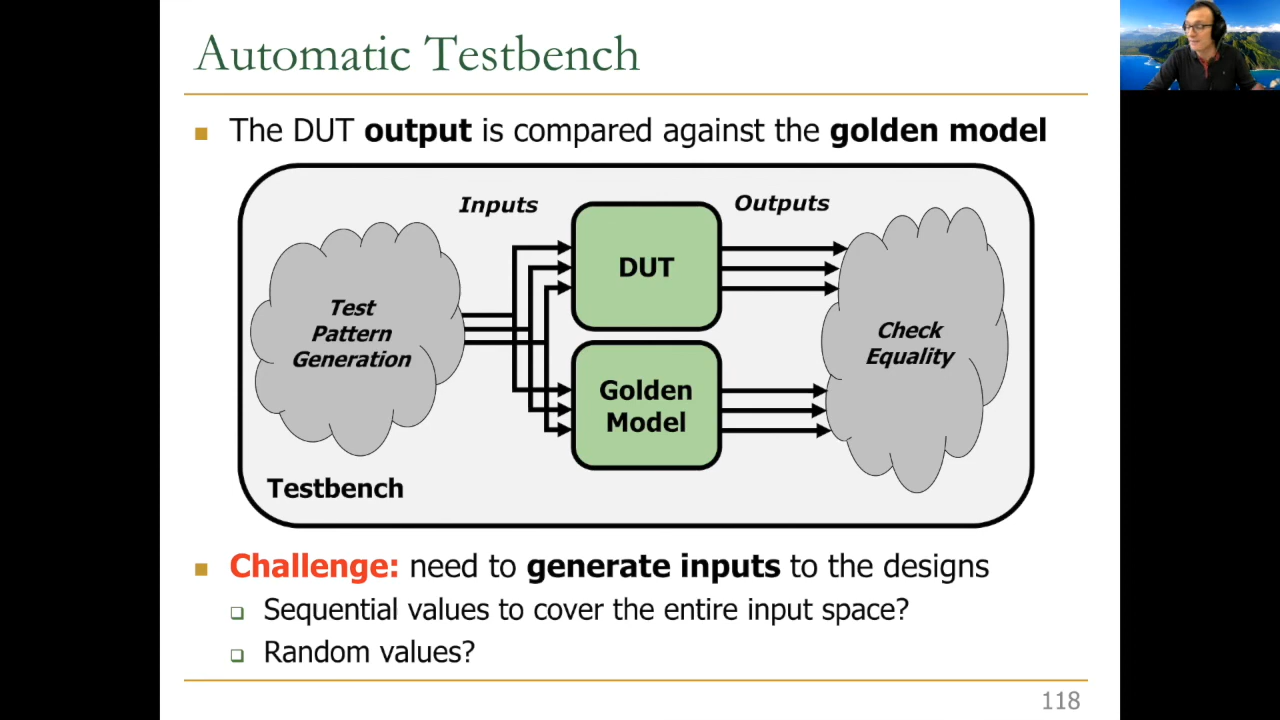 Automatic Testbench
The DUT output is compared against the golden model
Inputs
Outputs
DUT
Test
Pattern
Generation
Check
Equality
Golden
Model
Testbench
Challenge: need to generate inputs to the designs
Sequential values to cover the entire input space?
Random values?
118